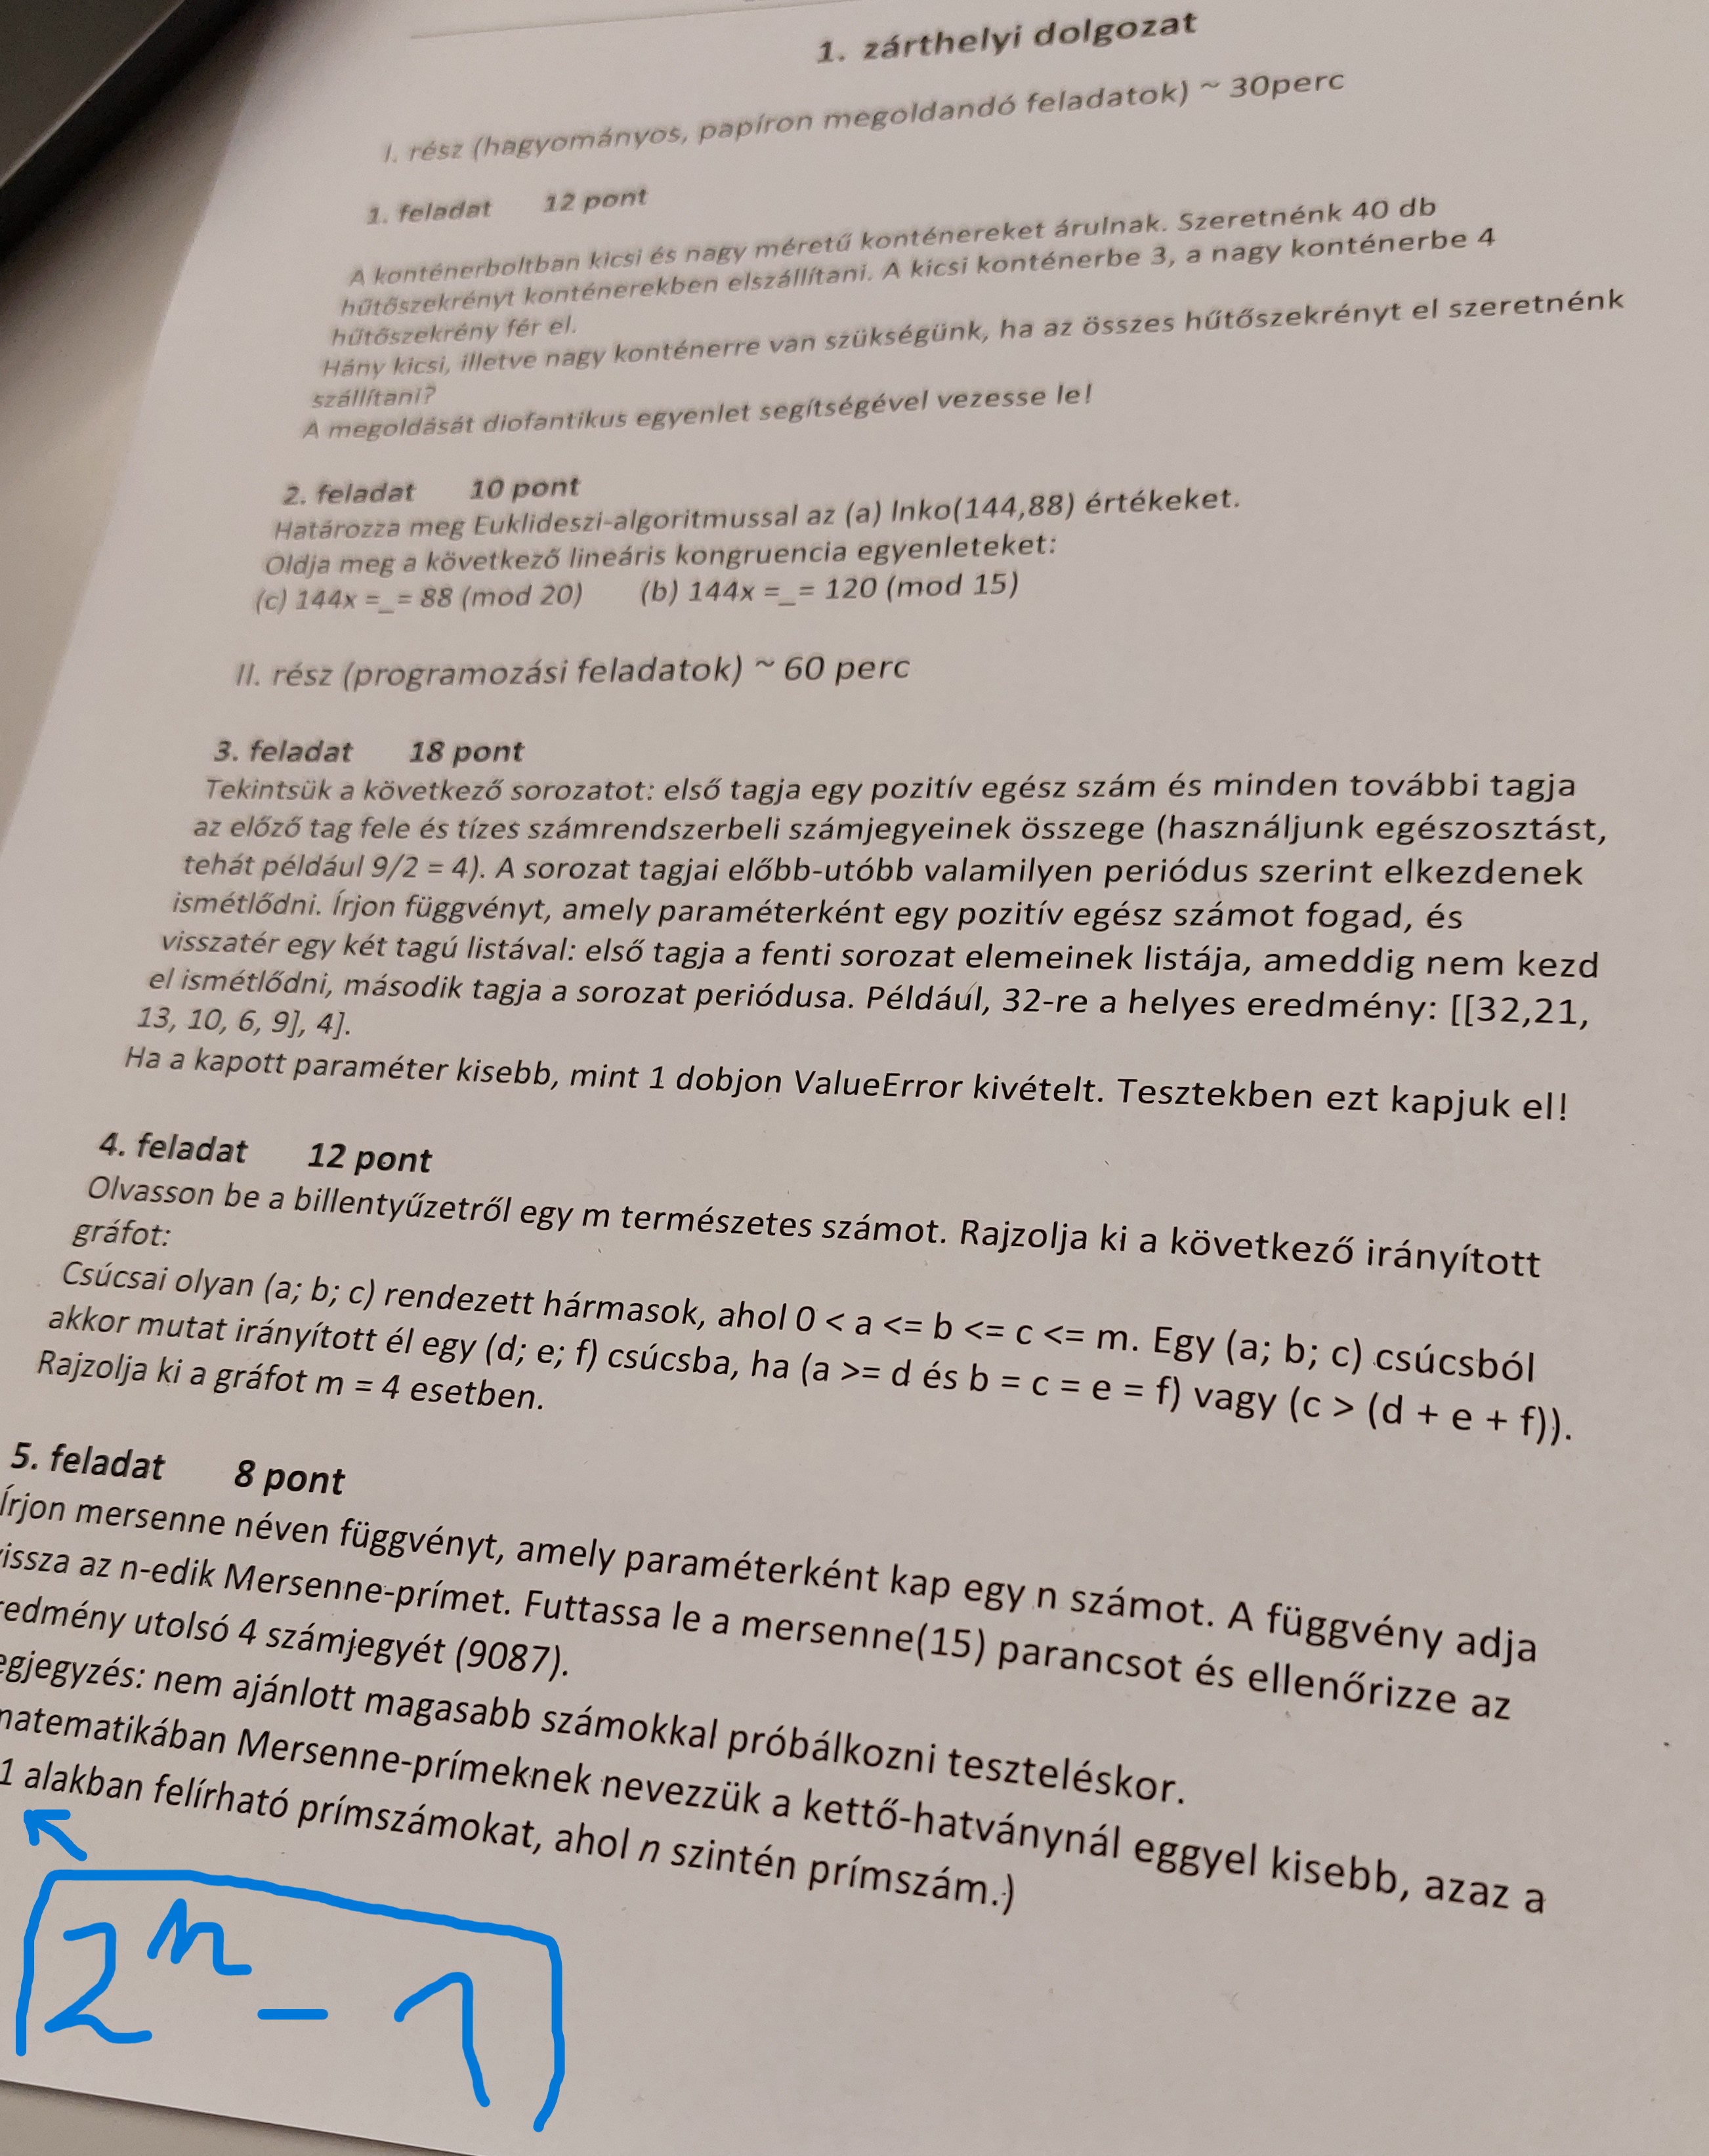 1. zárthelyi dolgozat
I. rész (hagyományos, papíron megoldandó feladatok) ~ 30perc
1. feladat 12 pont
A konténerboltban kicsi és nagy méretű konténereket árulnak. Szeretnénk 40 db
hűtőszekrényt konténerekben elszállítani. A kicsi konténerbe 3, a nagy konténerbe 4
hűtőszekrény fér el.
Hány kicsi, illetve nagy konténerre van szükségünk, ha az összes hűtőszekrényt el szeretnénk
szállítani?
A megoldását diofantikus egyenlet segítségével vezesse le!
2. feladat 10 pont
Határozza meg Euklideszi-algoritmussal az (a) lnko(144,88) értékeket.
Oldja meg a következő lineáris kongruencia egyenleteket:
(c) 144x =_= 88 (mod 20) (b) 144x =_= 120 (mod 15)
II. rész (programozási feladatok) ~ 60 perc
3. feladat 18 pont
Tekintsük a következő sorozatot: első tagja egy pozitív egész szám és minden további tagja
az előző tag fele és tízes számrendszerbeli számjegyeinek összege (használjunk egészosztást,
tehát például 9/2 = 4). A sorozat tagjai előbb-utóbb valamilyen periódus szerint elkezdenek
ismétlődni. Írjon függvényt, amely paraméterként egy pozitív egész számot fogad, és
visszatér egy két tagú listával: első tagja a fenti sorozat elemeinek listája, ameddig nem kezd
el ismétlődni, második tagja a sorozat periódusa. Például, 32-re a helyes eredmény: [[32,21,
13, 10, 6, 9], 4].
Ha a kapott paraméter kisebb, mint 1 dobjon ValueError kivételt. Tesztekben ezt kapjuk el!
4. feladat 12 pont
Olvasson be a billentyűzetről egy m természetes számot. Rajzolja ki a következő irányított
gráfot:
Csúcsai olyan (a; b; c) rendezett hármasok, ahol 0 < a <= b <= c <= m. Egy (a; b; c) csúcsból
akkor mutat irányított él egy (d; e; f) csúcsba, ha (a >= d és b = c = e = f) vagy (c > (d + e + f)).
Rajzolja ki a gráfot m = 4 esetben.
5. feladat 8 pont
Írjon mersenne néven függvényt, amely paraméterként kap egy n számot. A függvény adja
issza az n-edik Mersenne-prímet. Futtassa le a mersenne(15) parancsot és ellenőrizze az
redmény utolsó 4 számjegyét (9087).
egjegyzés: nem ajánlott magasabb számokkal próbálkozni teszteléskor.
matematikában Mersenne-prímeknek nevezzük a kettő-hatványnál eggyel kisebb, azaz a
1 alakban felírható prímszámokat, ahol n szintén prímszám.)
2ⁿ - 1